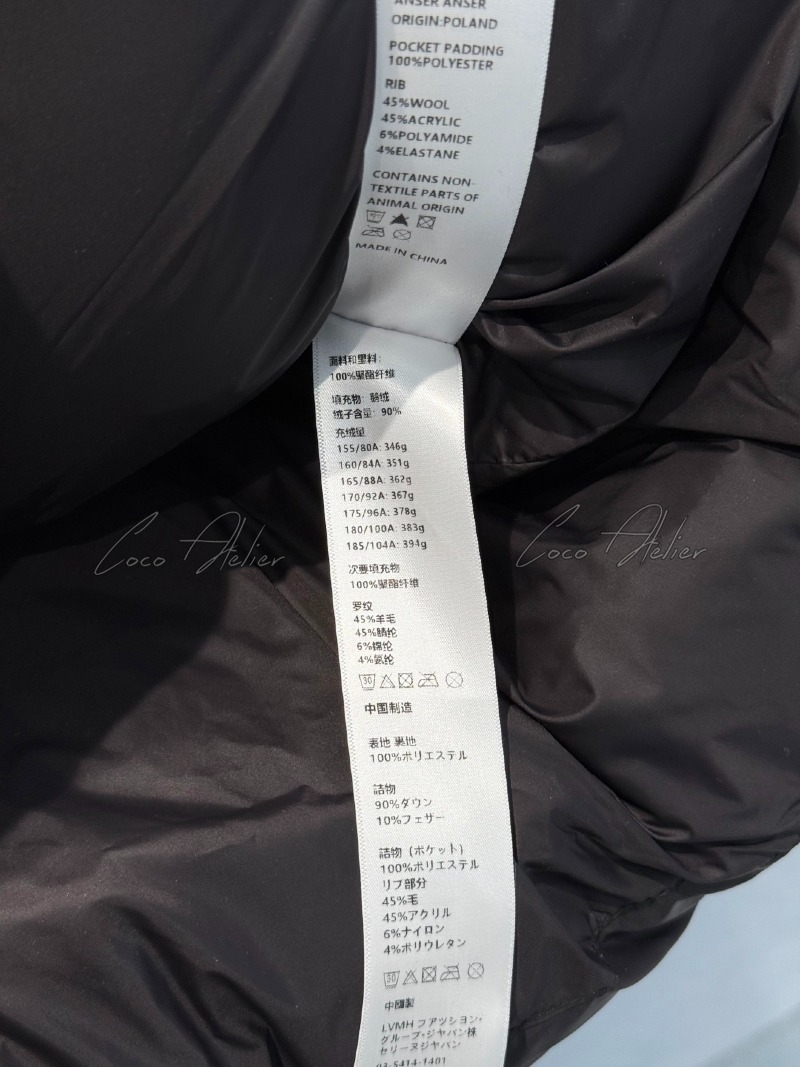 ANSER ANSER
ORIGIN:POLAND
POCKET PADDING
100%POLYESTER
RIB
45%WOOL
45%ACRYLIC
6%POLYAMIDE
4%ELASTANE
CONTAINS NON-
TEXTILE PARTS OF
ANIMAL ORIGIN
MADE IN CHINA
面料和里料：
100%聚酯纤维
填充物：鹅绒
绒子含量：90%
充绒量
155/80A: 346g
160/84A: 351g
165/88A: 362g
170/92A: 367g
175/96A: 378g
180/100A: 383g
185/104A: 394g
次要填充物
100%聚酯纤维
罗纹
45%羊毛
45%腈纶
6%锦纶
4%氨纶
30
中国制造
表地 裏地
100%ポリエステル
詰物
90%ダウン
10%フェザー
詰物（ポケット）
100%ポリエステル
リブ部分
45%毛
45%アクリル
6%ナイロン
4%ポリウレタン
30
中國製
LVMH ファッション・
グループ・ジャパン株
セリーヌジャパン
03-5414-1401
Coco Atelier
Coco Atelier